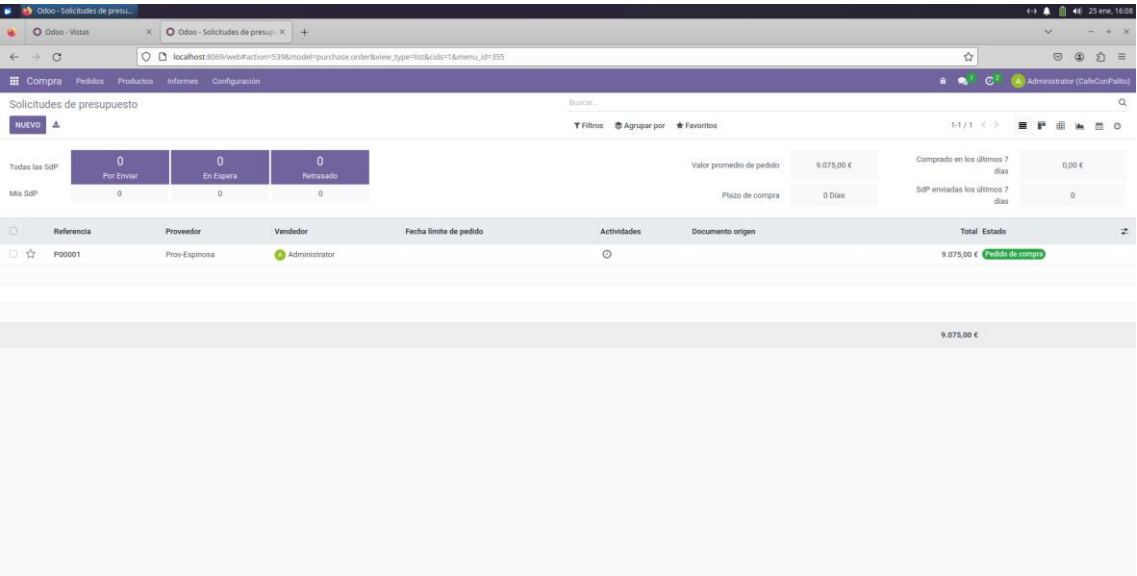 Odoo - Solicitudes de presu...
25 ene, 16:08
Odoo - Vistas
Odoo - Solicitudes de presup
localhost:8069/web#action=539&model=purchase.order&view_type=list&cids=1&menu_id=355
Compra Pedidos Productos Informes Configuración
1 2 A Administrator (CafeConPalito)
Solicitudes de presupuesto
Buscar...
NUEVO
Filtros Agrupar por Favoritos
1-1 / 1
Todas las SdP
0 0 0
Por Enviar En Espera Retrasado
Mis SdP 0 0 0
Valor promedio de pedido 9.075,00 €
Comprado en los últimos 7 días 0,00 €
Plazo de compra 0 Días
SdP enviadas los últimos 7 días 0
Referencia Proveedor Vendedor Fecha límite de pedido Actividades Documento origen Total Estado
P00001 Prov-Espinosa A Administrator 9.075,00 € Pedido de compra
9.075,00 €